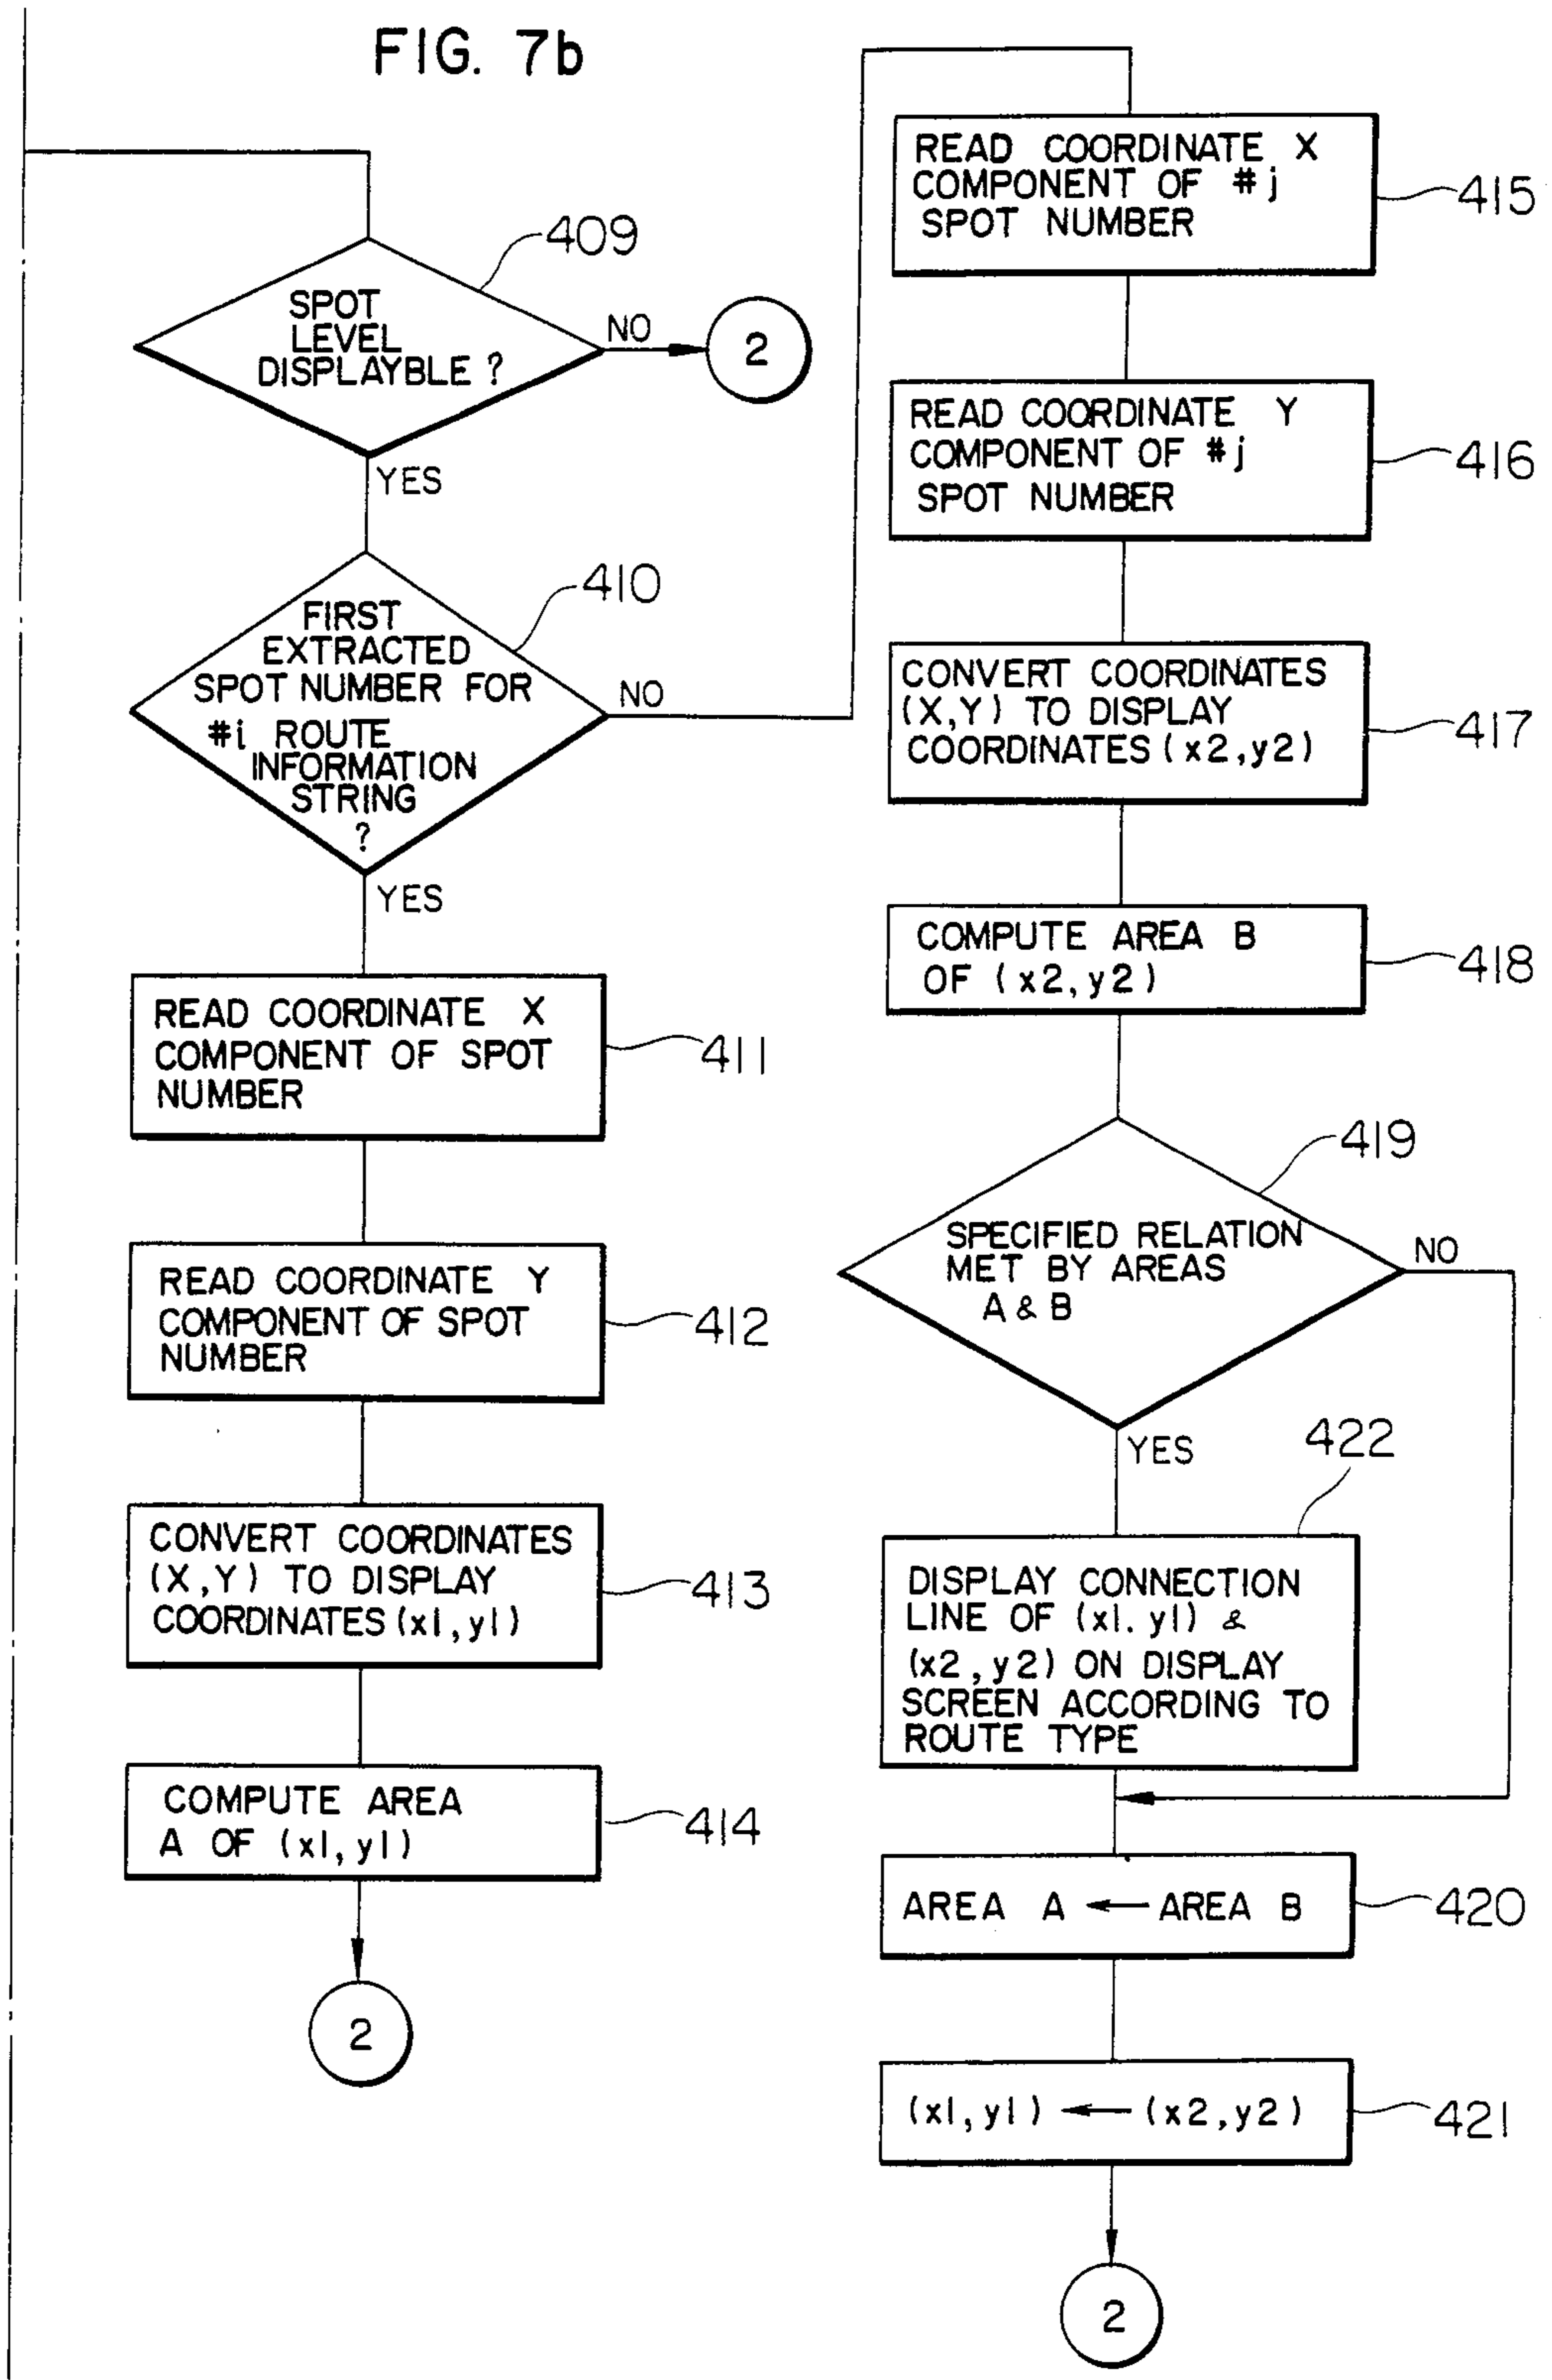 FIG. 7b
409
SPOT
LEVEL
DISPLAYBLE ?
NO
2
YES
410
FIRST
EXTRACTED
SPOT NUMBER FOR
#i ROUTE
INFORMATION
STRING
?
NO
YES
READ COORDINATE X
COMPONENT OF SPOT
NUMBER
411
READ COORDINATE Y
COMPONENT OF SPOT
NUMBER
412
CONVERT COORDINATES
(X,Y) TO DISPLAY
COORDINATES (x1,y1)
413
COMPUTE AREA
A OF (x1,y1)
414
2
READ COORDINATE X
COMPONENT OF #j
SPOT NUMBER
415
READ COORDINATE Y
COMPONENT OF #j
SPOT NUMBER
416
CONVERT COORDINATES
(X,Y) TO DISPLAY
COORDINATES (x2,y2)
417
COMPUTE AREA B
OF (x2,y2)
418
419
SPECIFIED RELATION
MET BY AREAS
A & B
NO
YES
422
DISPLAY CONNECTION
LINE OF (x1.y1) &
(x2,y2) ON DISPLAY
SCREEN ACCORDING TO
ROUTE TYPE
AREA A ← AREA B
420
(x1,y1) ← (x2,y2)
421
2